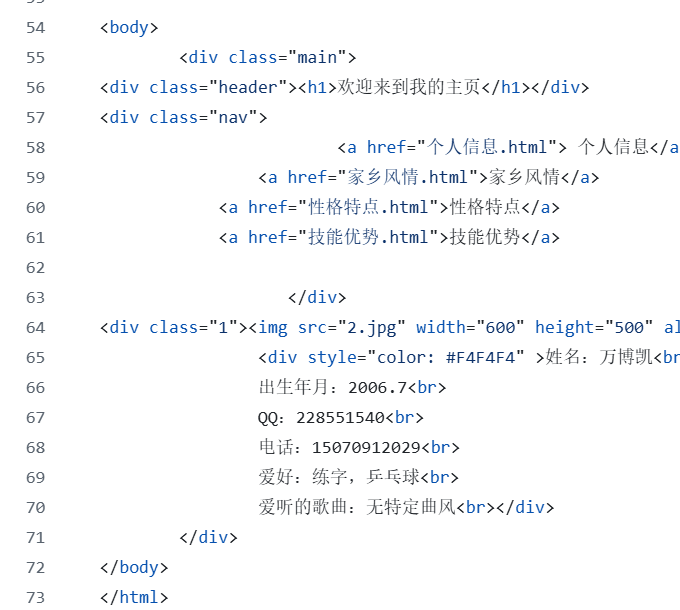 54 <body>
55 <div class="main">
56 <div class="header"><h1>欢迎来到我的主页</h1></div>
57 <div class="nav">
58 <a href="个人信息.html"> 个人信息</a
59 <a href="家乡风情.html">家乡风情</a>
60 <a href="性格特点.html">性格特点</a>
61 <a href="技能优势.html">技能优势</a>
62
63 </div>
64 <div class="1"><img src="2.jpg" width="600" height="500" al
65 <div style="color: #F4F4F4" >姓名：万博凯<br
66 出生年月：2006.7<br>
67 QQ：228551540<br>
68 电话：15070912029<br>
69 爱好：练字，乒乓球<br>
70 爱听的歌曲：无特定曲风<br></div>
71 </div>
72 </body>
73 </html>